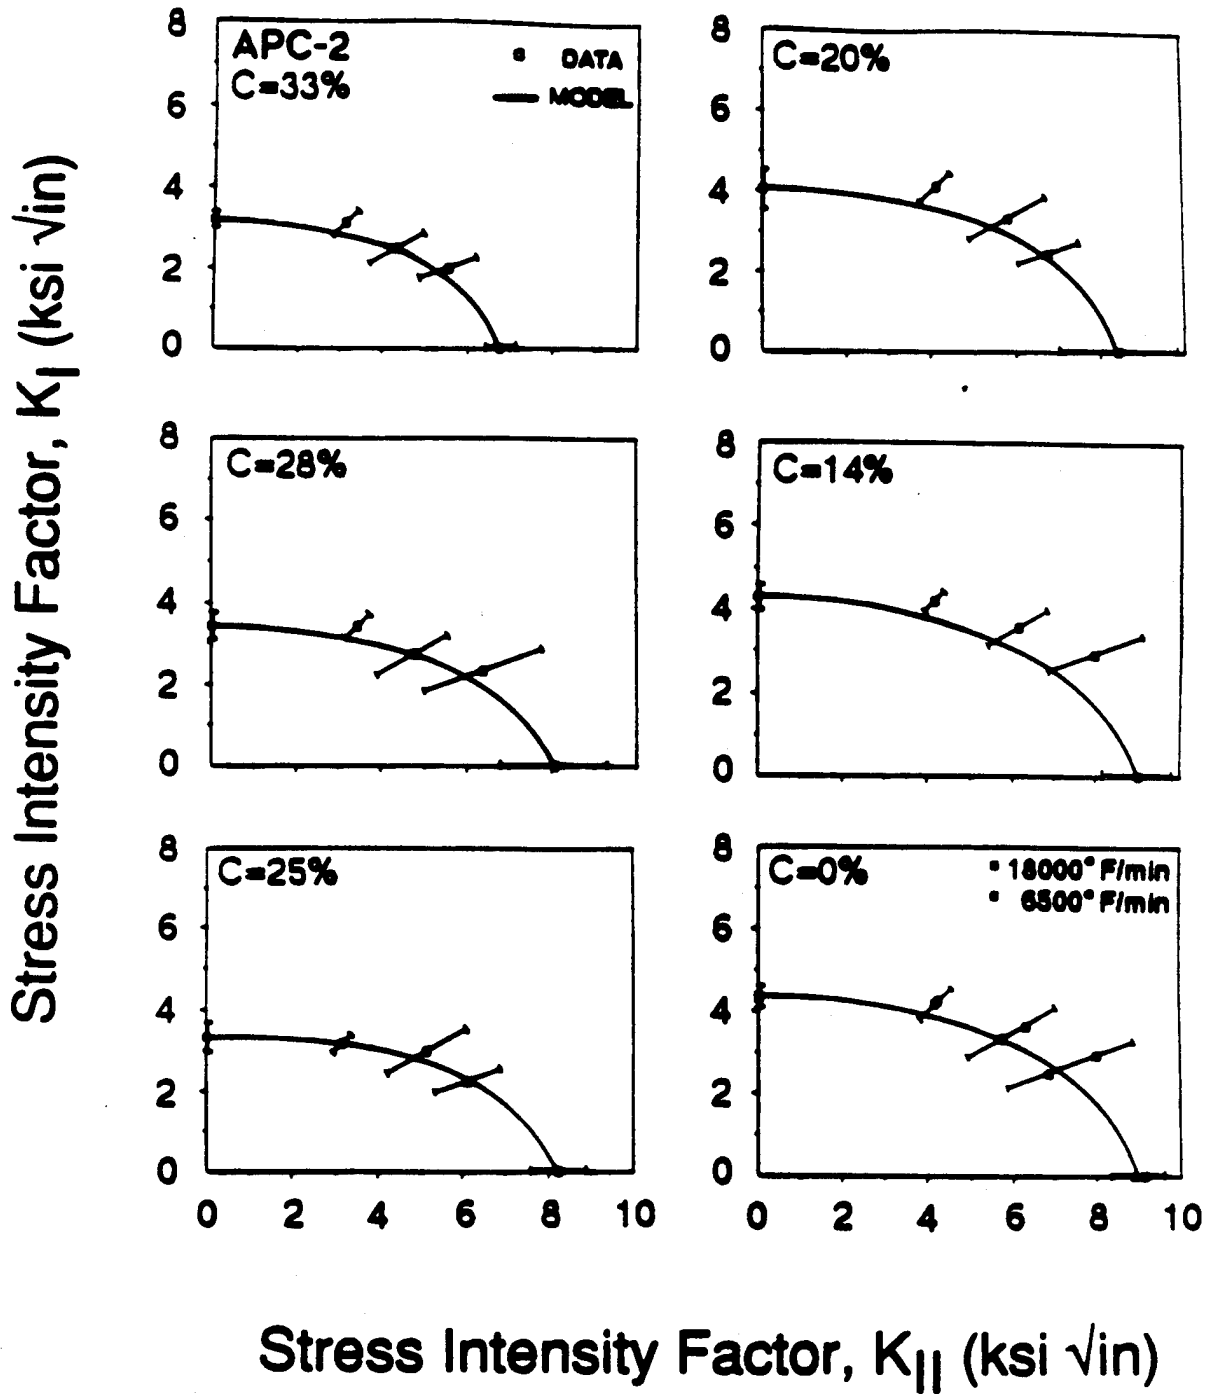 Stress Intensity Factor, K_I (ksi √in)
8
6
4
2
0
APC-2
C=33%
DATA
MODEL
8
6
4
2
0
C=20%
8
6
4
2
0
C=28%
8
6
4
2
0
C=14%
8
6
4
2
0
C=25%
0 2 4 6 8 10
8
6
4
2
0
C=0%
18000° F/min
6500° F/min
0 2 4 6 8 10
Stress Intensity Factor, K_II (ksi √in)